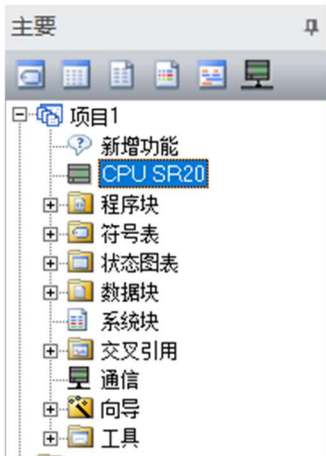 主要
项目1
新增功能
CPU SR20
程序块
符号表
状态图表
数据块
系统块
交叉引用
通信
向导
工具